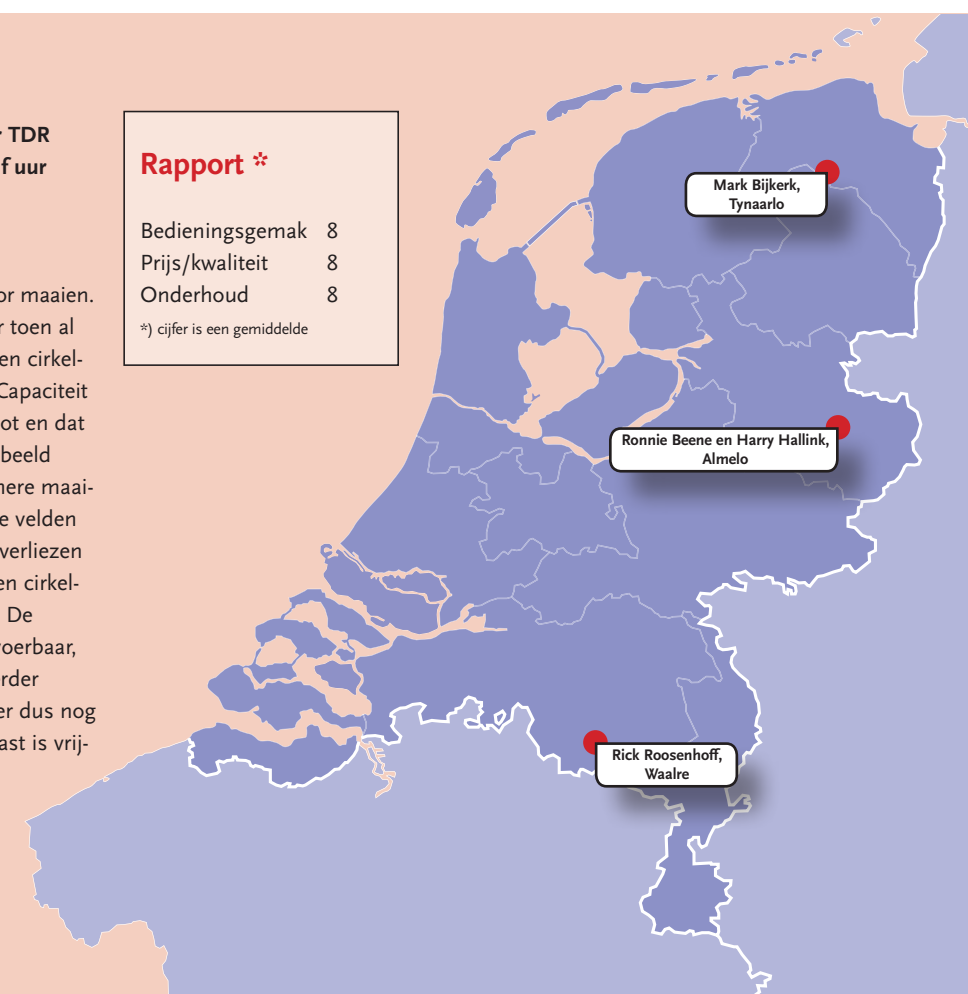 TDR
f uur
or maaien.
r toen al
en cirkel-
Capaciteit
ot en dat
beeld
nere maai-
e velden
verliezen
en cirkel-
De
oerbaar,
rder
er dus nog
ast is vrij-
Rapport *
Bedieningsgemak 8
Prijs/kwaliteit 8
Onderhoud 8
*) cijfer is een gemiddelde
Mark Bijkerk,
Tynaarlo
Ronnie Beene en Harry Hallink,
Almelo
Rick Roosenhoff,
Waalre